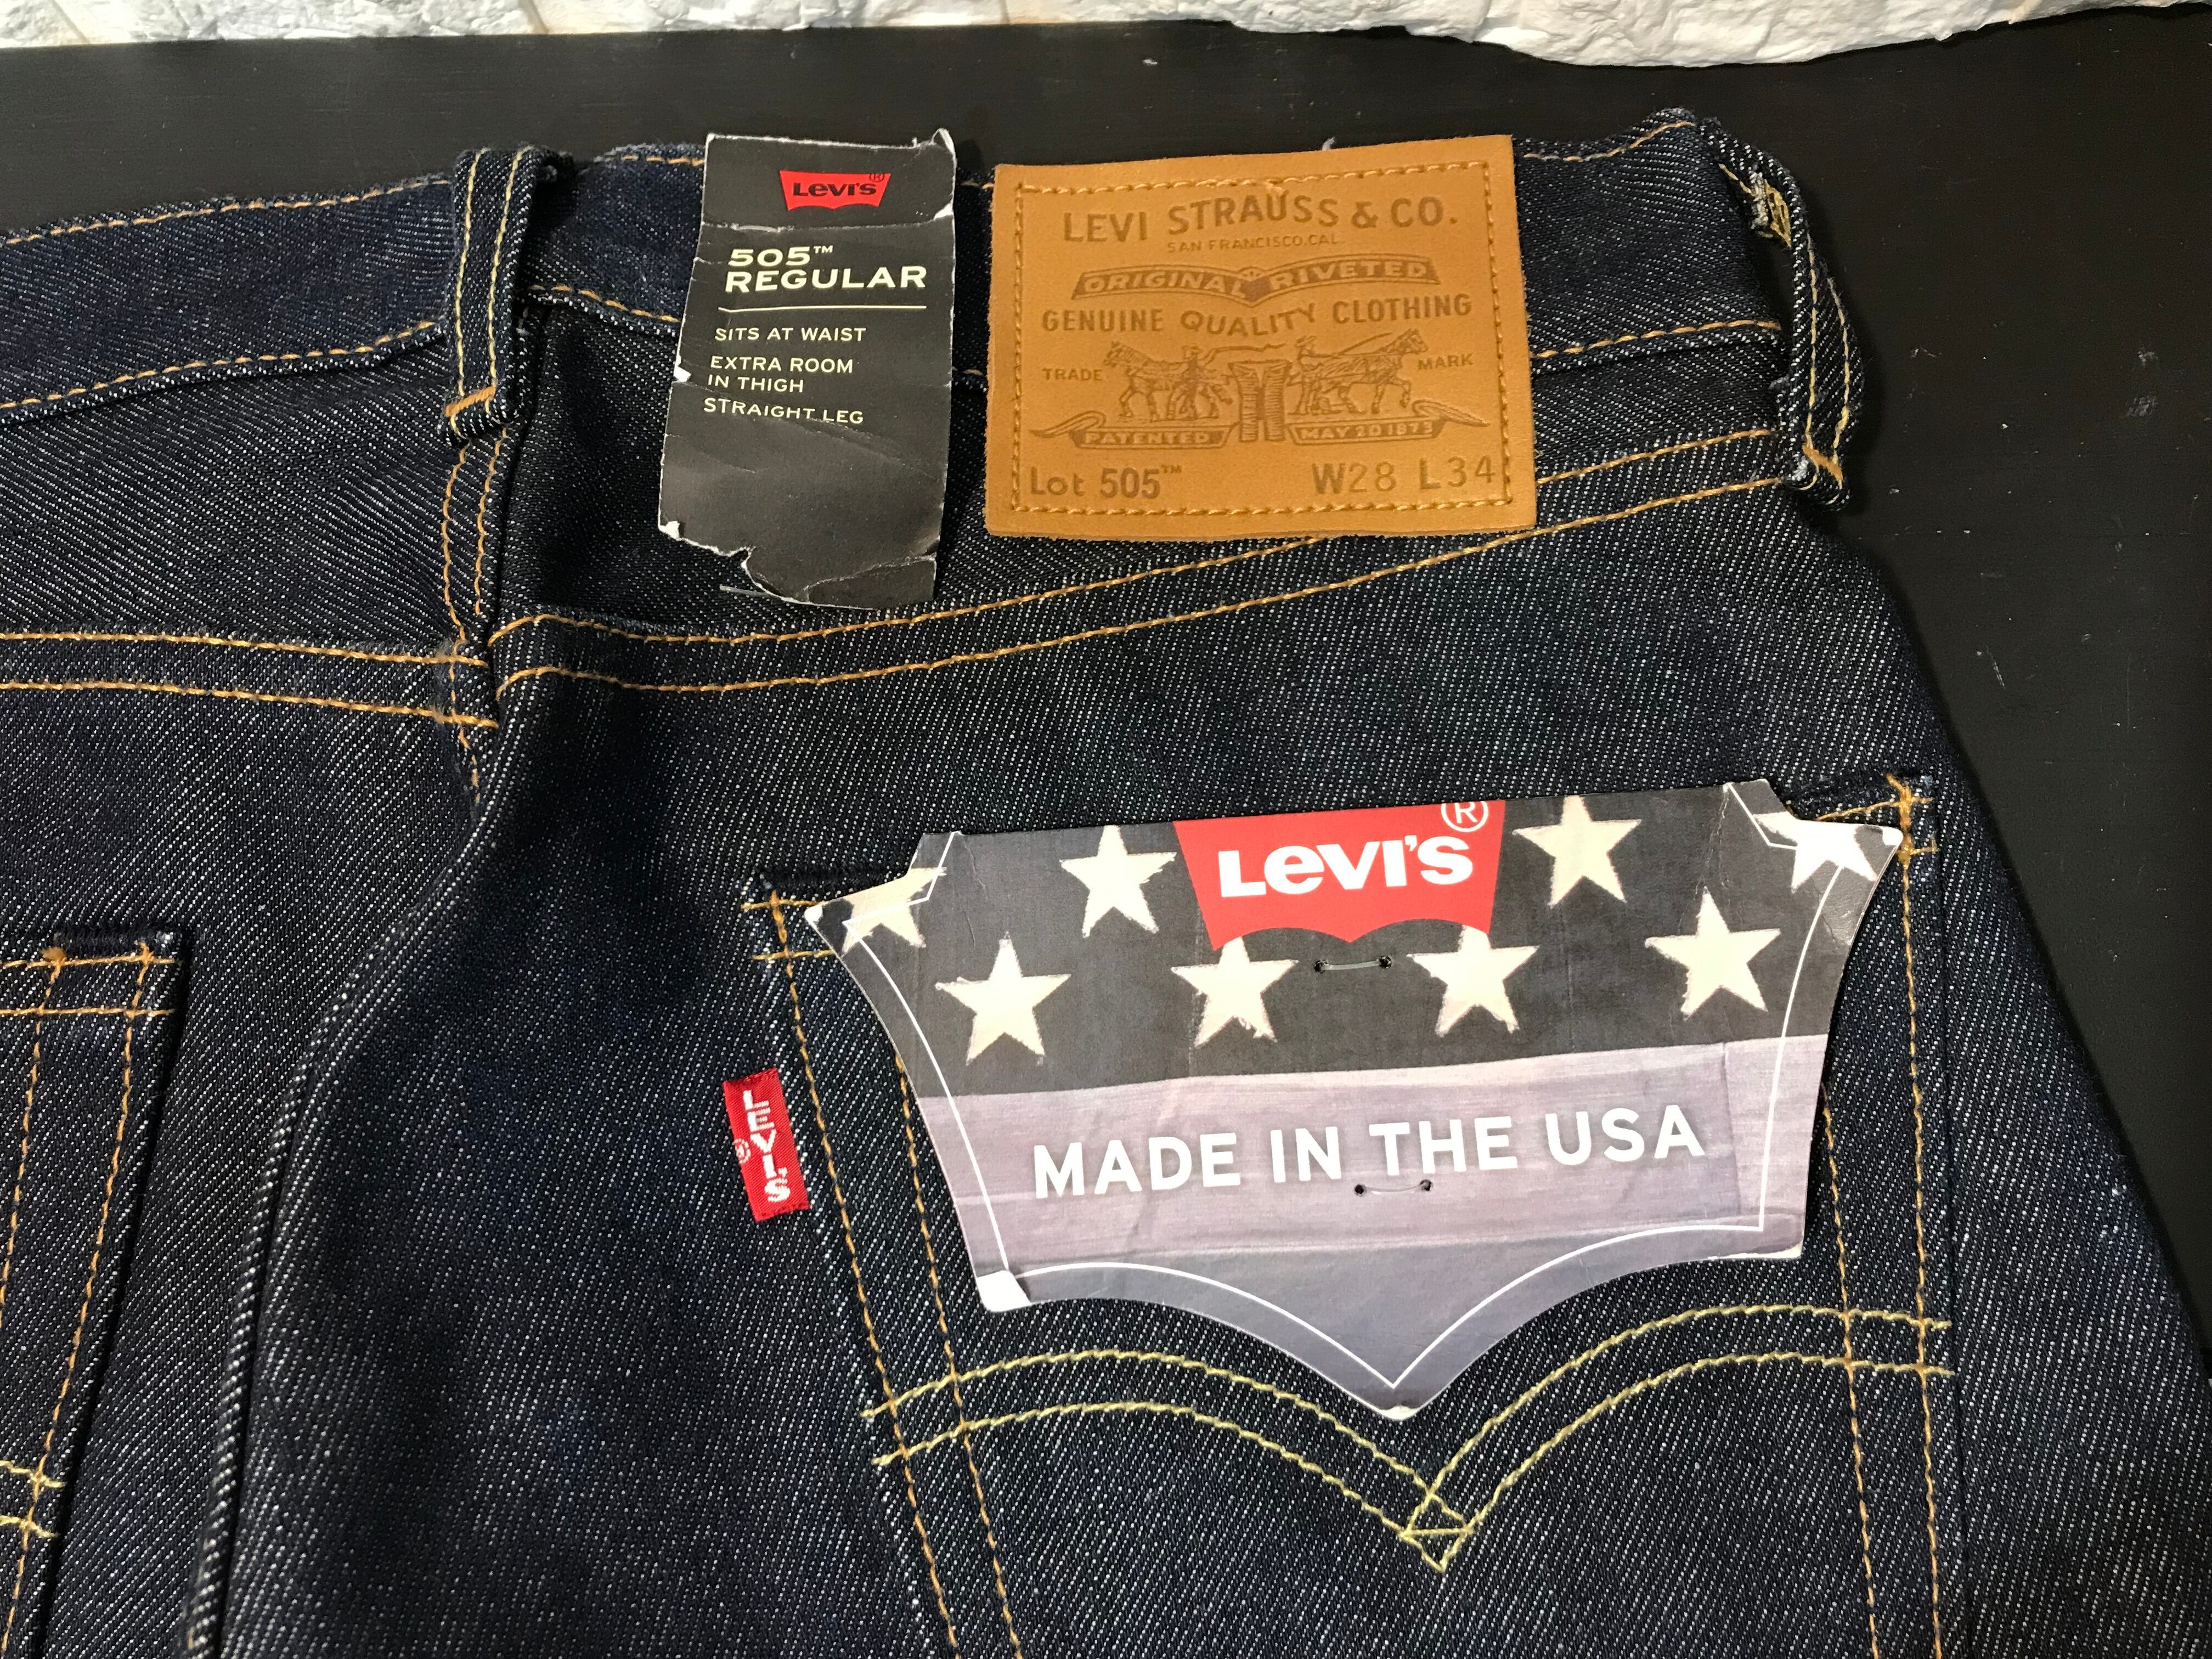 LEVI'S®
505™
REGULAR
SITS AT WAIST
EXTRA ROOM
IN THIGH
STRAIGHT LEG
LEVI STRAUSS & CO.
SAN FRANCISCO.CAL.
ORIGINAL RIVETED
GENUINE QUALITY CLOTHING
TRADE MARK
PATENTED MAY 20 1873
Lot 505™ W28 L34
LEVI'S®
MADE IN THE USA
LEVI'S®